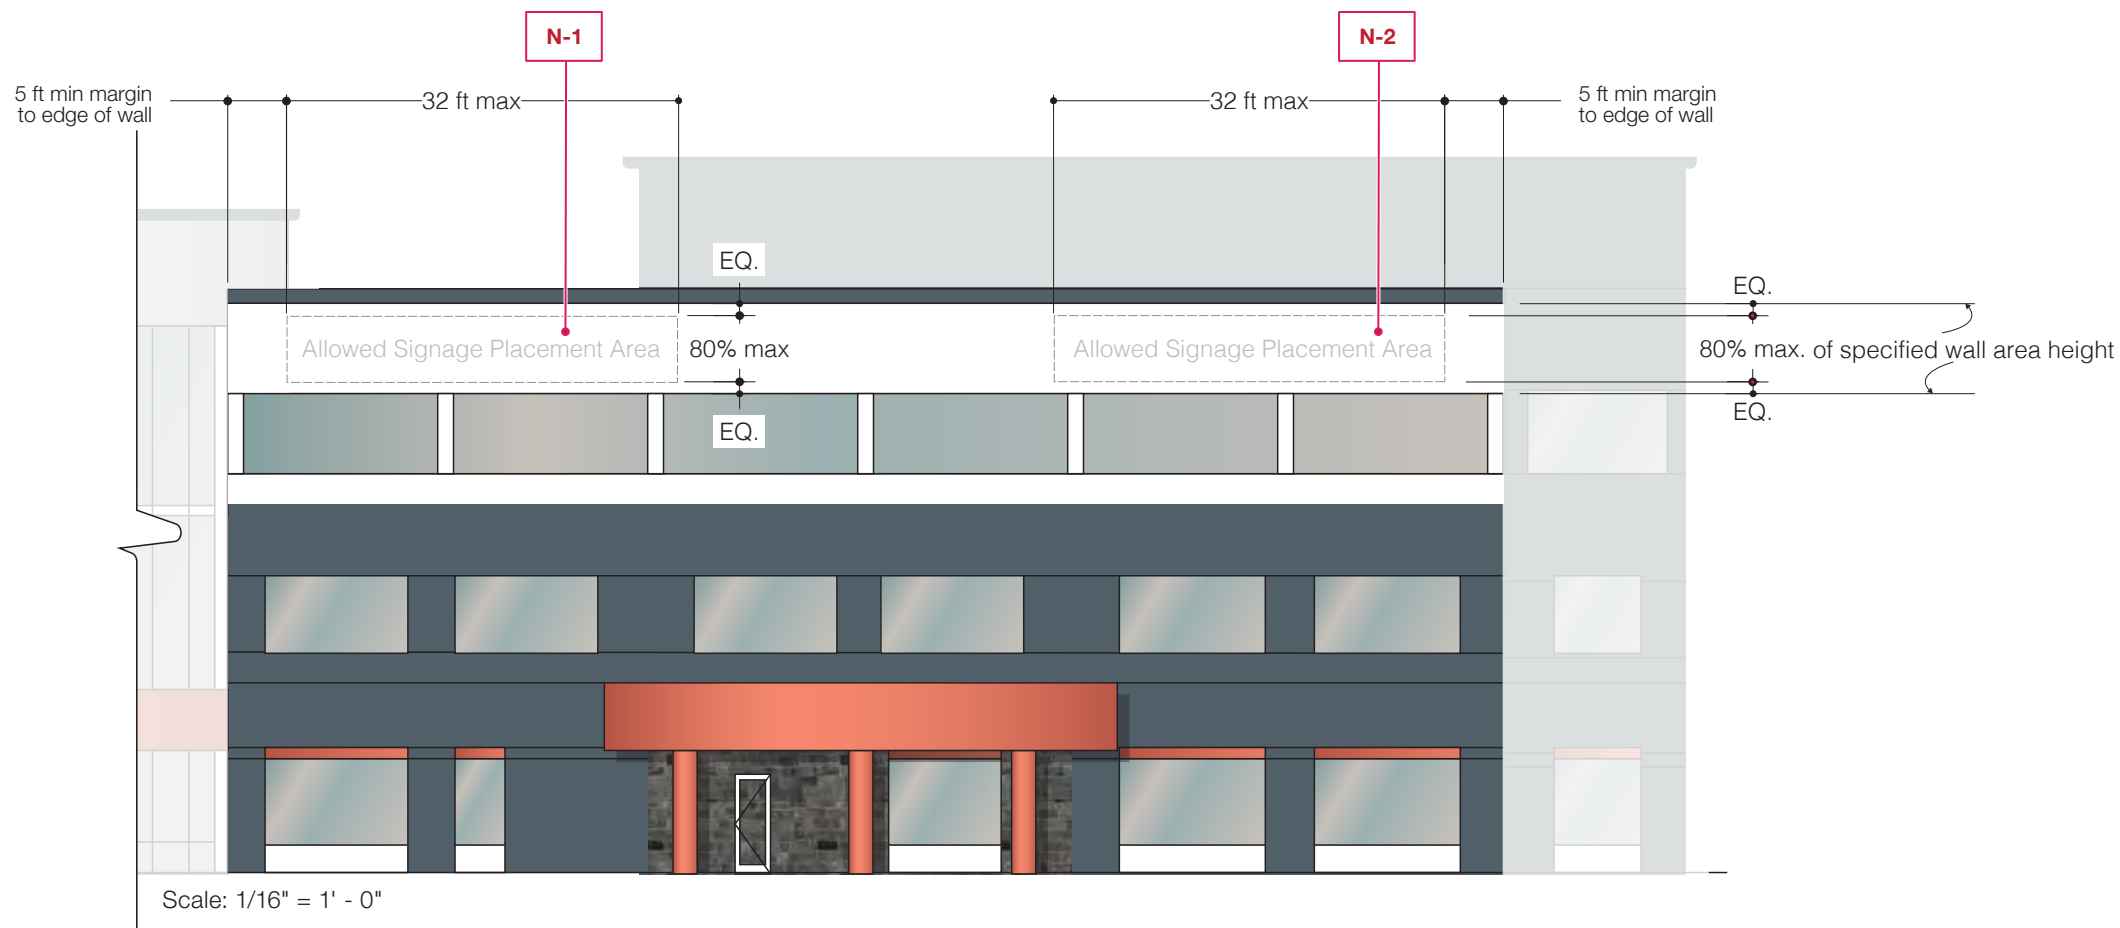 N-1
N-2
5 ft min margin
to edge of wall
32 ft max
32 ft max
5 ft min margin
to edge of wall
EQ.
EQ.
Allowed Signage Placement Area
80% max
Allowed Signage Placement Area
80% max. of specified wall area height
EQ.
EQ.
Scale: 1/16" = 1' - 0"